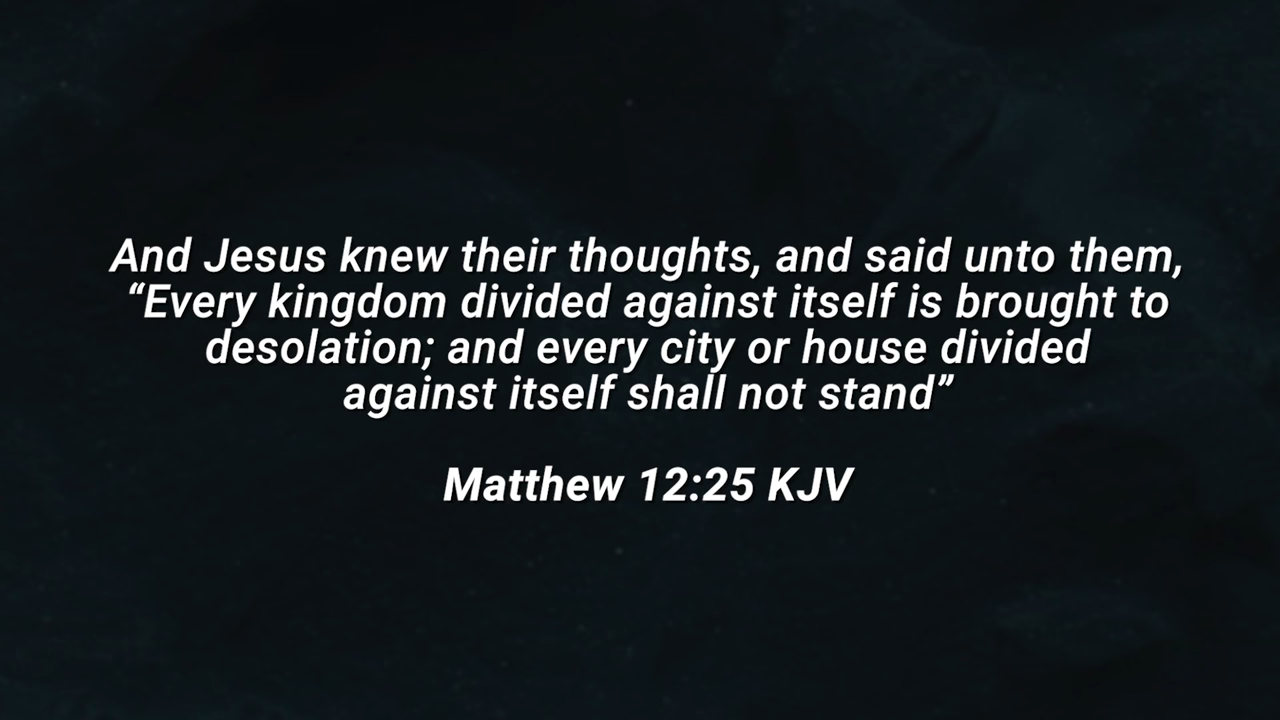 And Jesus knew their thoughts, and said unto them,
“Every kingdom divided against itself is brought to
desolation; and every city or house divided
against itself shall not stand”
Matthew 12:25 KJV